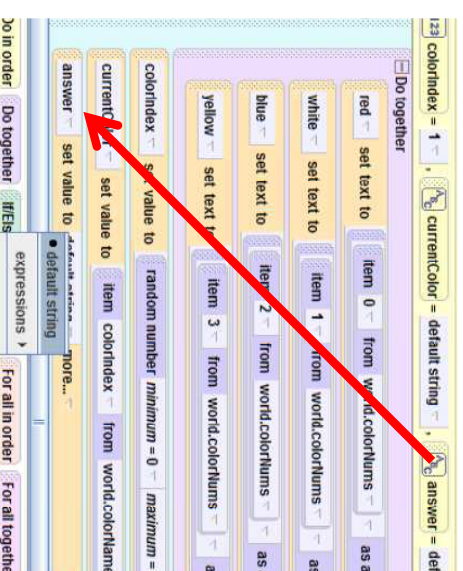 123 colorIndex = 1 , ABC currentColor = default string , ABC answer = def
Do together
red set text to item 0 from world.colorNums as a
white set text to item 1 from world.colorNums as
blue set text to item 2 from world.colorNums as
yellow set text to item 3 from world.colorNums a
colorIndex set value to random number minimum = 0 maximum =
set value to item colorIndex from world.colorName
answer set value to default string more...
default string
expressions
Do in order Do together For all in order For all togethe